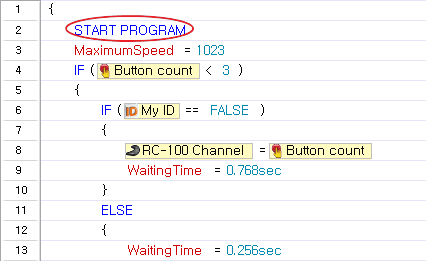 1 {
2 START PROGRAM
3 MaximumSpeed = 1023
4 IF ( Button count < 3 )
5 {
6 IF ( ID My ID == FALSE )
7 {
8 RC-100 Channel = Button count
9 WaitingTime = 0.768sec
10 }
11 ELSE
12 {
13 WaitingTime = 0.256sec